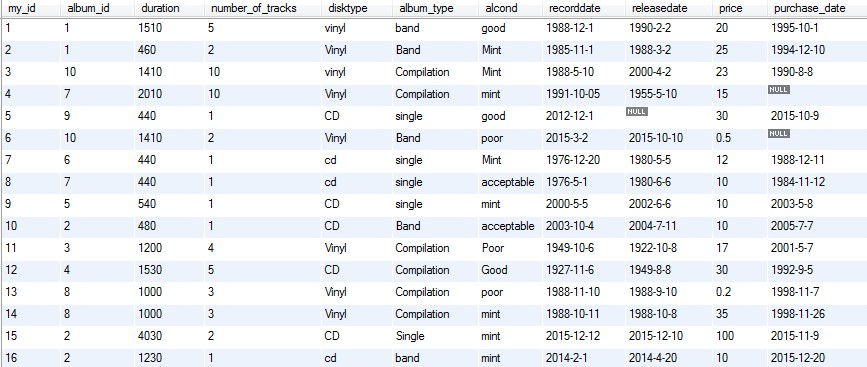 my_id album_id duration number_of_tracks disktype album_type alcond recorddate releasedate price purchase_date
1 1 1510 5 vinyl band good 1988-12-1 1990-2-2 20 1995-10-1
2 1 460 2 Vinyl Band Mint 1985-11-1 1988-3-2 25 1994-12-10
3 10 1410 10 vinyl Compilation Mint 1988-5-10 2000-4-2 23 1990-8-8
4 7 2010 10 Vinyl Compilation mint 1991-10-05 1955-5-10 15 NULL
5 9 440 1 CD single good 2012-12-1 NULL 30 2015-10-9
6 10 1410 2 Vinyl Band poor 2015-3-2 2015-10-10 0.5 NULL
7 6 440 1 cd single Mint 1976-12-20 1980-5-5 12 1988-12-11
8 7 440 1 cd single acceptable 1976-5-1 1980-6-6 10 1984-11-12
9 5 540 1 CD single mint 2000-5-5 2002-6-6 10 2003-5-8
10 2 480 1 CD Band acceptable 2003-10-4 2004-7-11 10 2005-7-7
11 3 1200 4 Vinyl Compilation Poor 1949-10-6 1922-10-8 17 2001-5-7
12 4 1530 5 CD Compilation Good 1927-11-6 1949-8-8 30 1992-9-5
13 8 1000 3 Vinyl Compilation poor 1988-11-10 1988-9-10 0.2 1998-11-7
14 8 1000 3 Vinyl Compilation mint 1988-10-11 1988-10-8 35 1998-11-26
15 2 4030 2 CD Single mint 2015-12-12 2015-12-10 100 2015-11-9
16 2 1230 1 cd band mint 2014-2-1 2014-4-20 10 2015-12-20